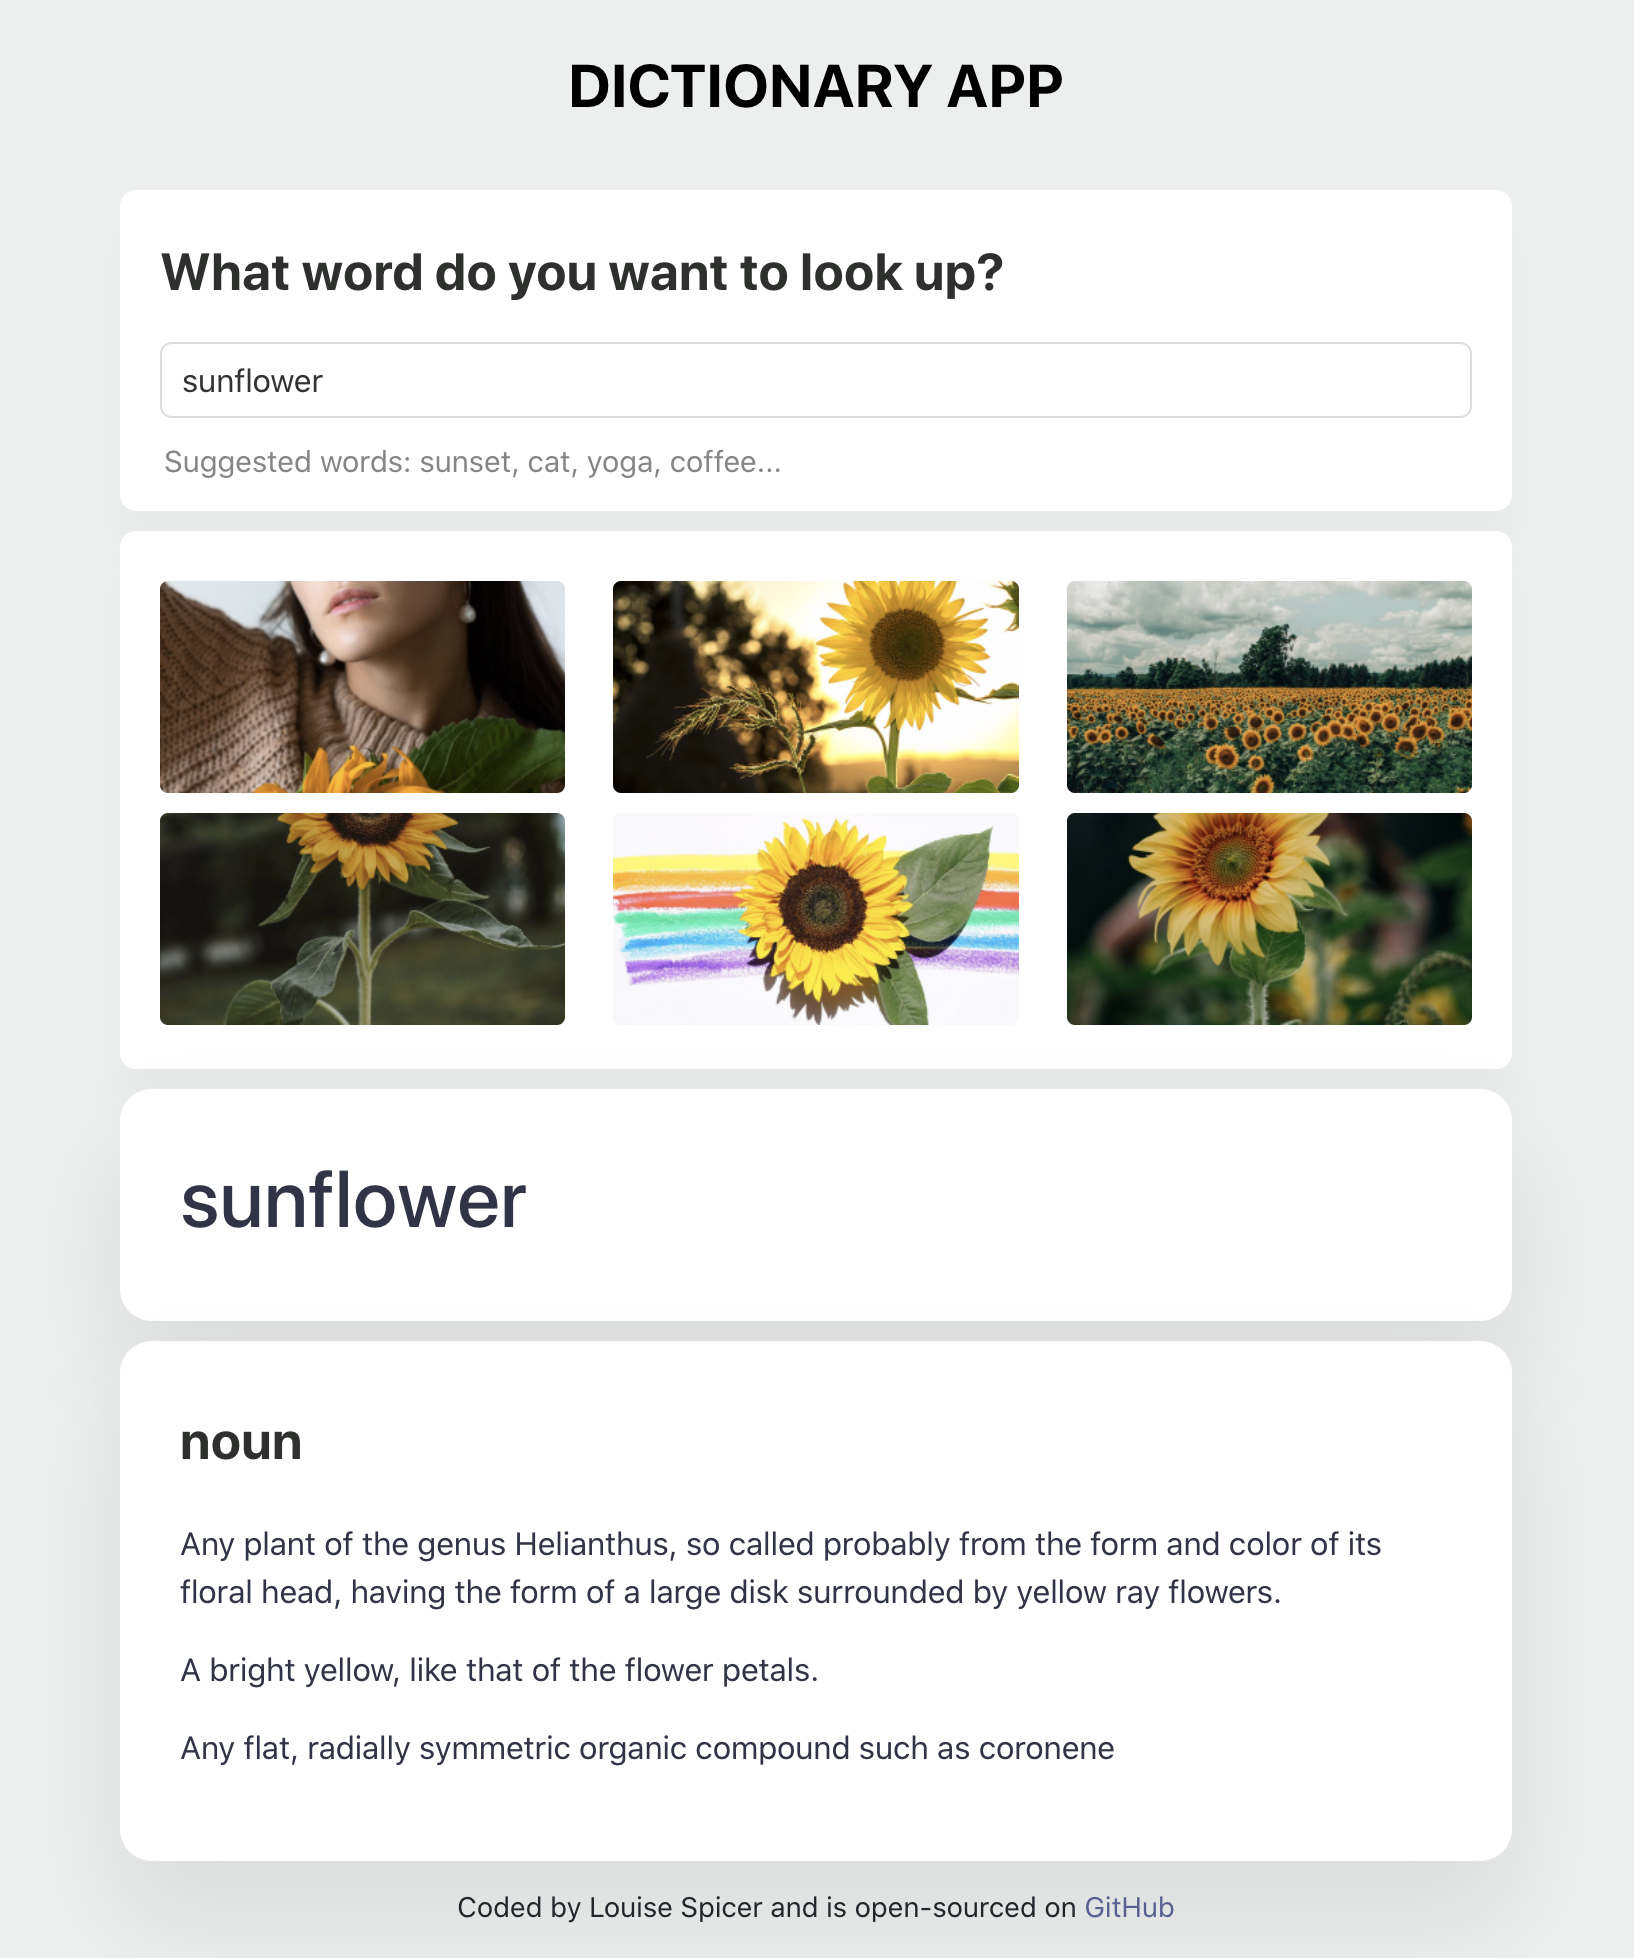 DICTIONARY APP
What word do you want to look up?
sunflower
Suggested words: sunset, cat, yoga, coffee...
sunflower
noun
Any plant of the genus Helianthus, so called probably from the form and color of its
floral head, having the form of a large disk surrounded by yellow ray flowers.
A bright yellow, like that of the flower petals.
Any flat, radially symmetric organic compound such as coronene
Coded by Louise Spicer and is open-sourced on GitHub